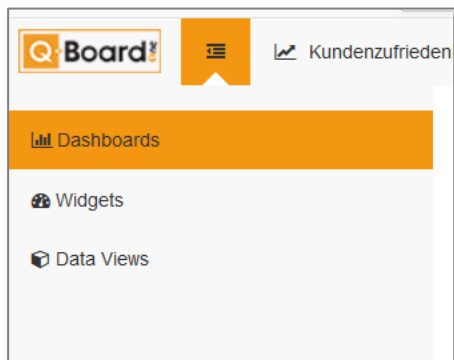 Q-Board
Kundenzufrieden
Dashboards
Widgets
Data Views